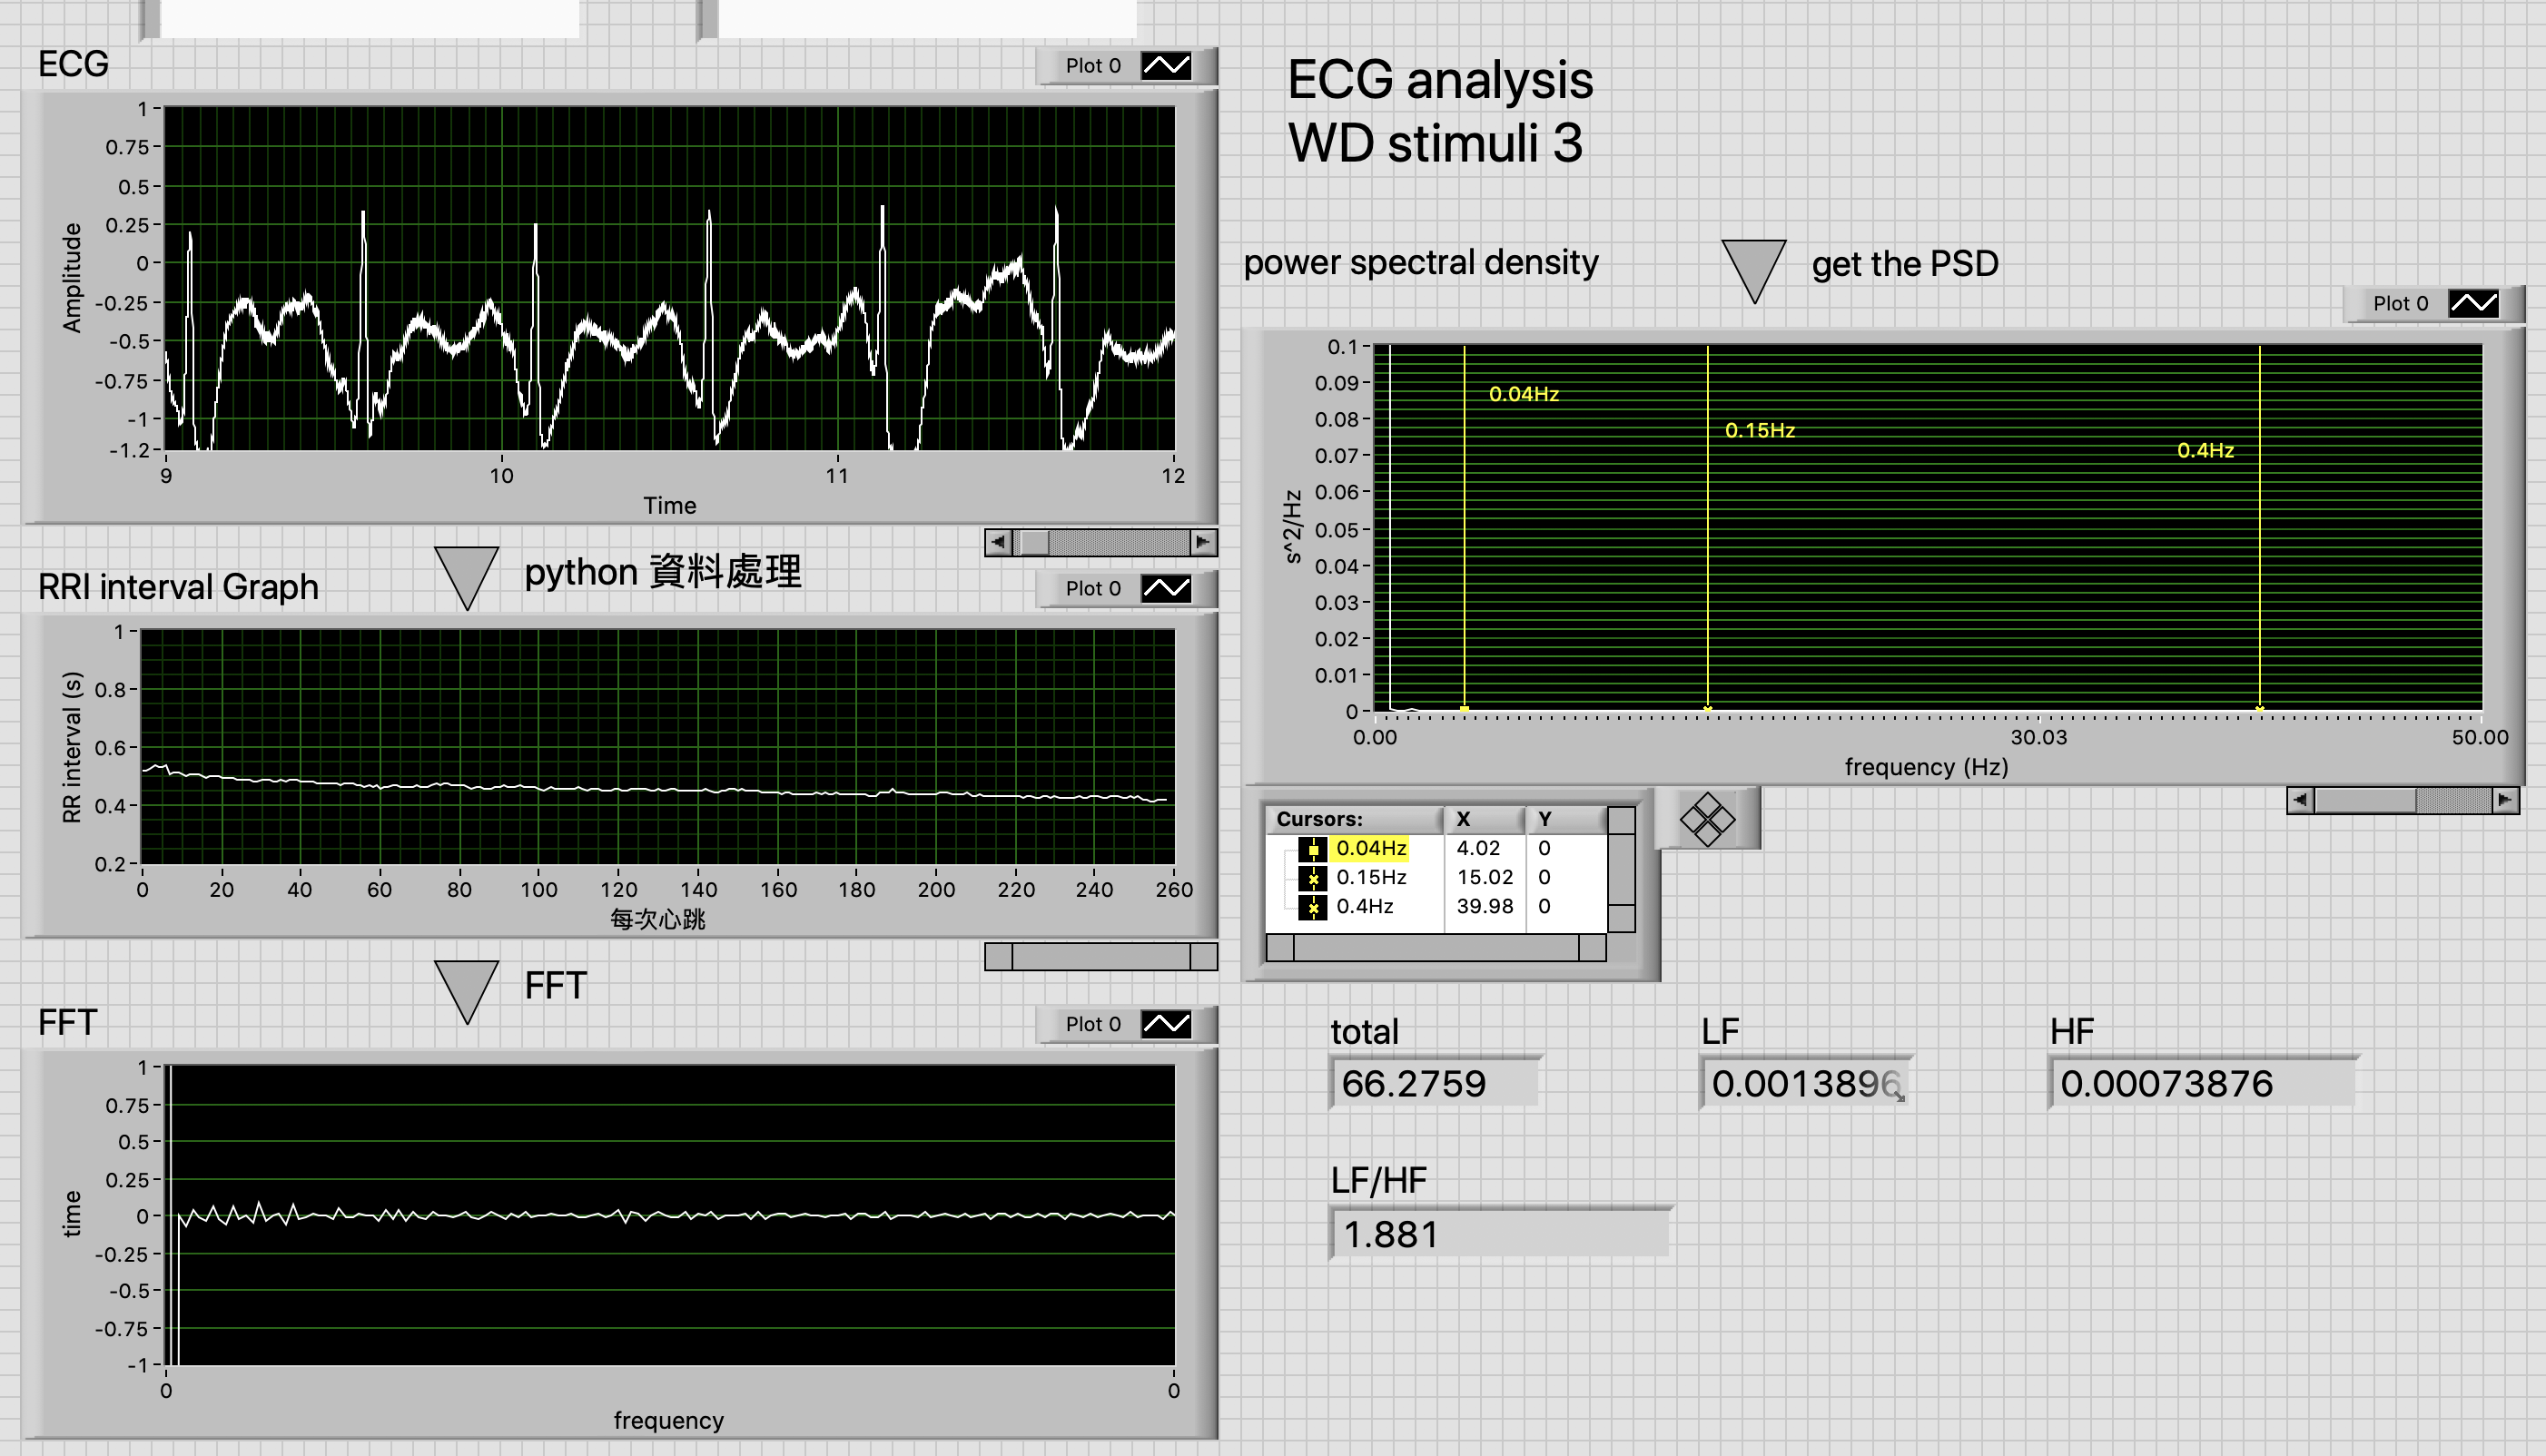 ECG
Plot 0
1
0.75
0.5
0.25
0
-0.25
-0.5
-0.75
-1
-1.2
Amplitude
9 10 11 12
Time
python 資料處理
RRI interval Graph
Plot 0
1
0.8
0.6
0.4
0.2
RR interval (s)
0 20 40 60 80 100 120 140 160 180 200 220 240 260
每次心跳
FFT
FFT
Plot 0
1
0.75
0.5
0.25
0
-0.25
-0.5
-0.75
-1
time
0 0
frequency
ECG analysis
WD stimuli 3
power spectral density
get the PSD
Plot 0
0.1
0.09
0.08
0.07
0.06
0.05
0.04
0.03
0.02
0.01
0
s^2/Hz
0.04Hz
0.15Hz
0.4Hz
0.00 30.03 50.00
frequency (Hz)
Cursors: X Y
0.04Hz 4.02 0
0.15Hz 15.02 0
0.4Hz 39.98 0
total
66.2759
LF
0.0013896
HF
0.00073876
LF/HF
1.881